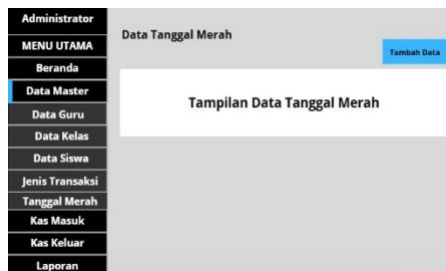 Administrator
MENU UTAMA
Beranda
Data Master
Data Guru
Data Kelas
Data Siswa
Jenis Transaksi
Tanggal Merah
Kas Masuk
Kas Keluar
Laporan
Data Tanggal Merah
Tambah Data
Tampilan Data Tanggal Merah